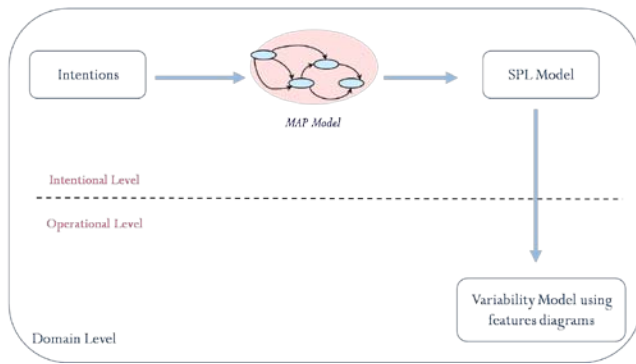 Intentions
SPL Model
MAP Model
Intentional Level
Operational Level
Variability Model using
features diagrams
Domain Level